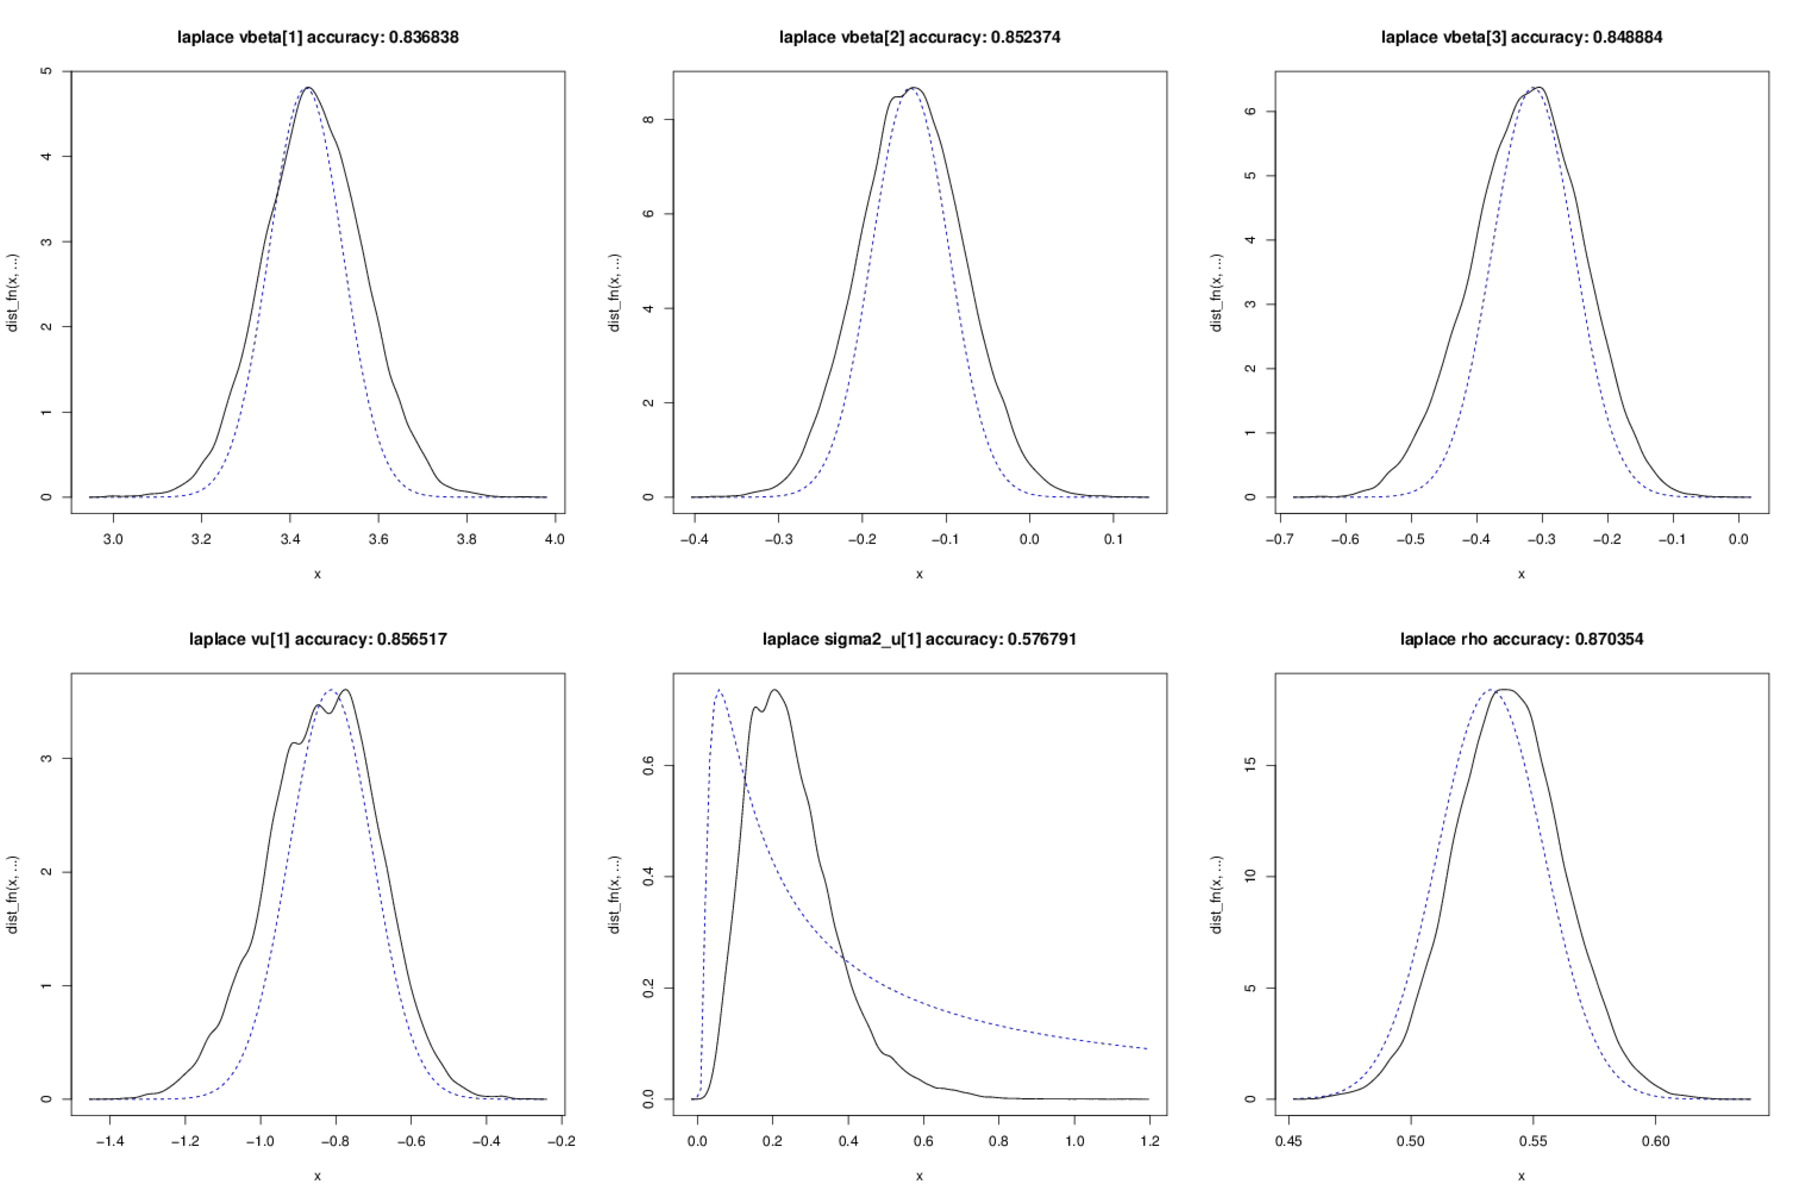 laplace vbeta[1] accuracy: 0.836838
dist_fn(x, ...)
5
4
3
2
1
0
3.0 3.2 3.4 3.6 3.8 4.0
x
laplace vbeta[2] accuracy: 0.852374
dist_fn(x, ...)
8
6
4
2
0
−0.4 −0.3 −0.2 −0.1 0.0 0.1
x
laplace vbeta[3] accuracy: 0.848884
dist_fn(x, ...)
6
5
4
3
2
1
0
−0.7 −0.6 −0.5 −0.4 −0.3 −0.2 −0.1 0.0
x
laplace vu[1] accuracy: 0.856517
dist_fn(x, ...)
3
2
1
0
−1.4 −1.2 −1.0 −0.8 −0.6 −0.4 −0.2
x
laplace sigma2_u[1] accuracy: 0.576791
dist_fn(x, ...)
0.6
0.4
0.2
0.0
0.0 0.2 0.4 0.6 0.8 1.0 1.2
x
laplace rho accuracy: 0.870354
dist_fn(x, ...)
15
10
5
0
0.45 0.50 0.55 0.60
x